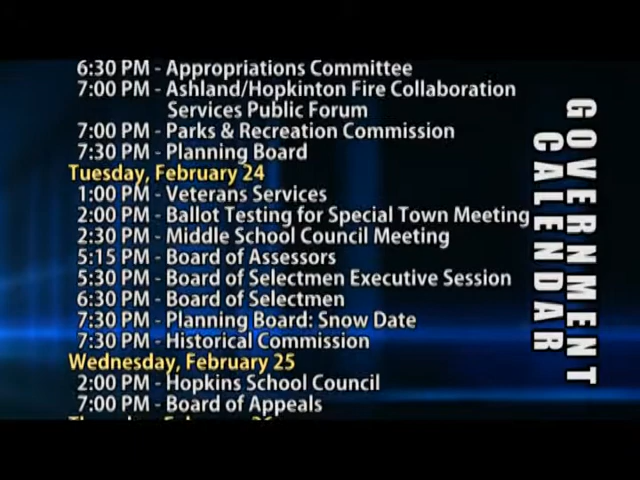 6:30 PM - Appropriations Committee
7:00 PM - Ashland/Hopkinton Fire Collaboration
Services Public Forum
7:00 PM - Parks & Recreation Commission
7:30 PM - Planning Board
Tuesday, February 24
1:00 PM - Veterans Services
2:00 PM - Ballot Testing for Special Town Meeting
2:30 PM - Middle School Council Meeting
5:15 PM - Board of Assessors
5:30 PM - Board of Selectmen Executive Session
6:30 PM - Board of Selectmen
7:30 PM - Planning Board: Snow Date
7:30 PM - Historical Commission
Wednesday, February 25
2:00 PM - Hopkins School Council
7:00 PM - Board of Appeals
GOVERNMENT
CALENDAR